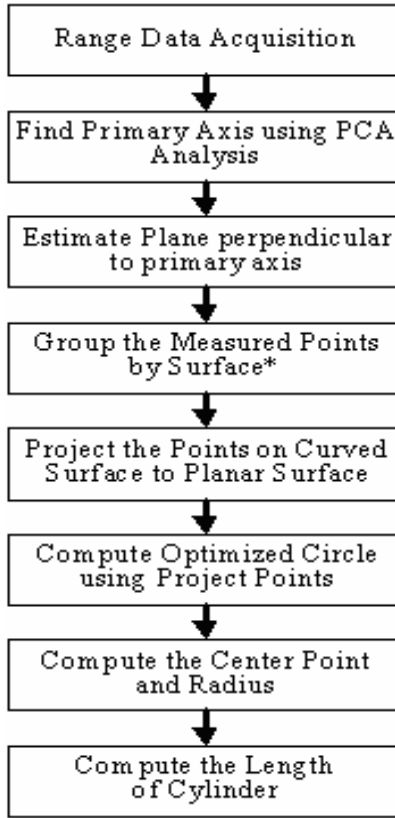 Range Data Acquisition
Find Primary Axis using PCA
Analysis
Estimate Plane perpendicular
to primary axis
Group the Measured Points
by Surface*
Project the Points on Curved
Surface to Planar Surface
Compute Optimized Circle
using Project Points
Compute the Center Point
and Radius
Compute the Length
of Cylinder